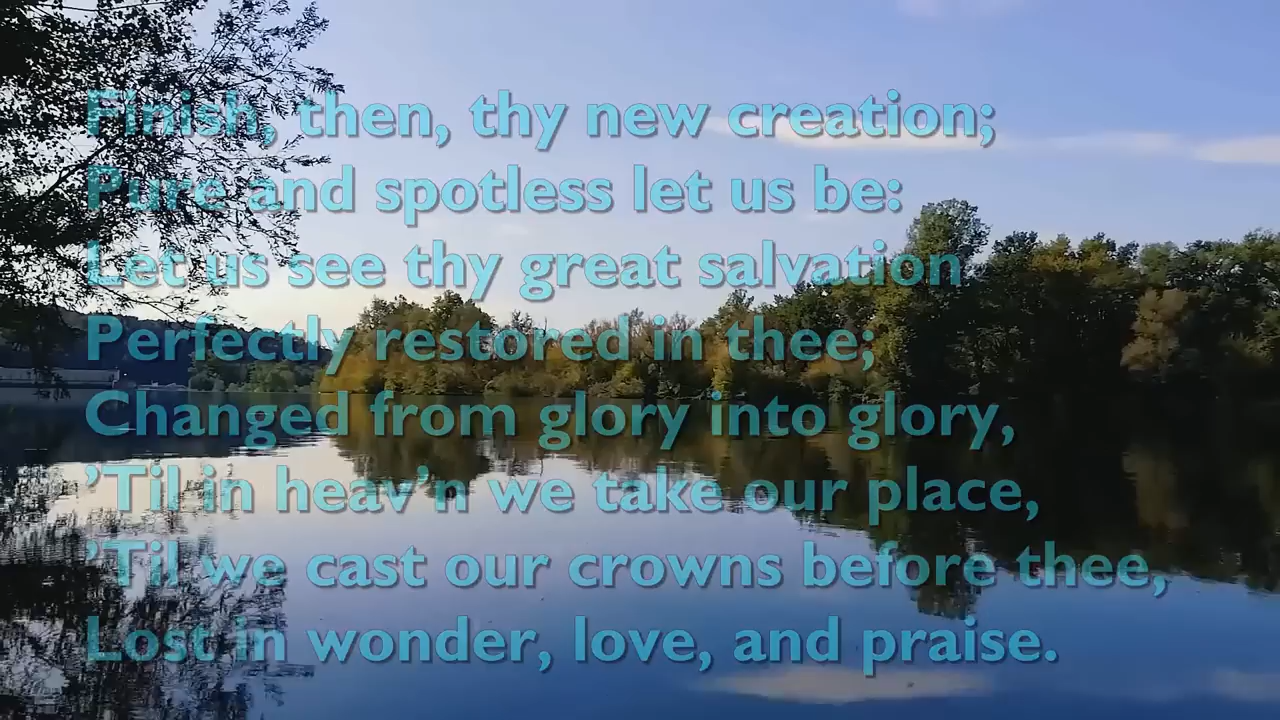 Finish, then, thy new creation;
Pure and spotless let us be:
Let us see thy great salvation
Perfectly restored in thee;
Changed from glory into glory,
’Til in heav’n we take our place,
’Til we cast our crowns before thee,
Lost in wonder, love, and praise.